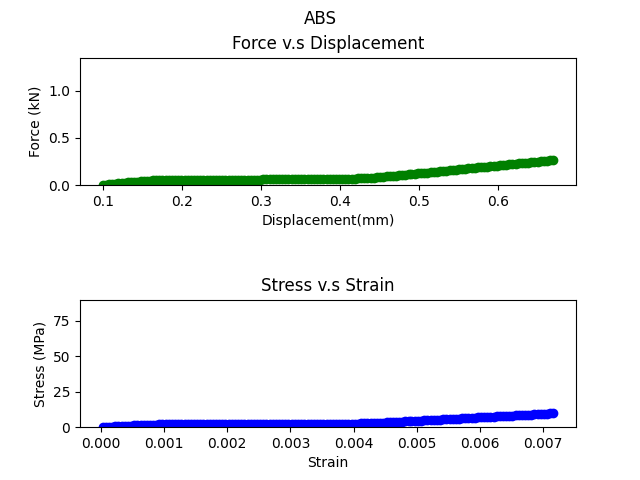 ABS
Force v.s Displacement
1.0
0.5
0.0
Force (kN)
0.1 0.2 0.3 0.4 0.5 0.6
Displacement(mm)
Stress v.s Strain
75
50
25
0
Stress (MPa)
0.000 0.001 0.002 0.003 0.004 0.005 0.006 0.007
Strain